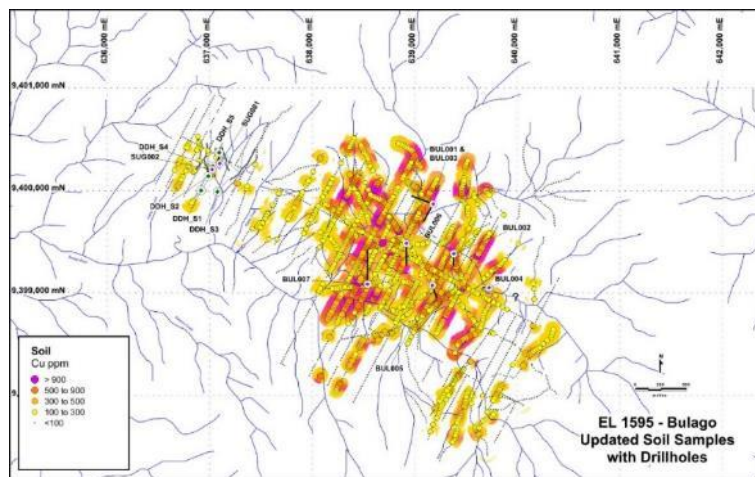 636,000 mE
637,000 mE
638,000 mE
639,000 mE
640,000 mE
641,000 mE
642,000 mE
9,401,000 mN
9,400,000 mN
9,399,000 mN
DDH_S5
SUG001
DDH_S4
SUG002
DDH_S2
DDH_S1
DDH_S3
BUL001 &
BUL003
BUL006
BUL002
BUL007
BUL004
?
BUL005
Soil
Cu ppm
> 900
500 to 900
300 to 500
100 to 300
<100
N
EL 1595 - Bulago
Updated Soil Samples
with Drillholes